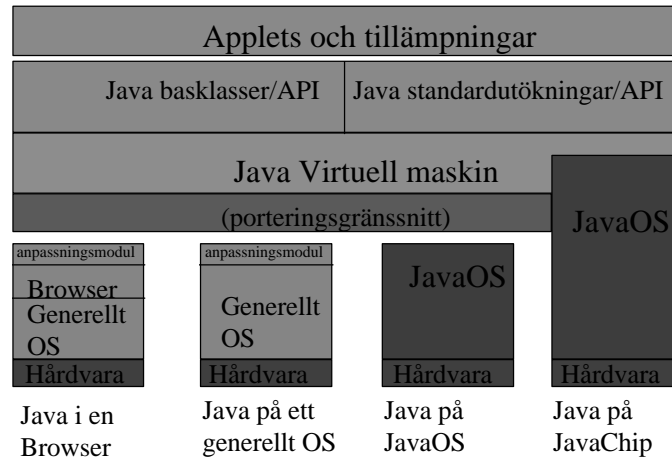 Applets och tillämpningar
Java basklasser/API
Java standardutökningar/API
Java Virtuell maskin
(porteringsgränssnitt)
anpassningsmodul
Browser
Generellt
OS
Hårdvara
Java i en
Browser
anpassningsmodul
Generellt
OS
Hårdvara
Java på ett
generellt OS
JavaOS
Hårdvara
Java på
JavaOS
JavaOS
Hårdvara
Java på
JavaChip